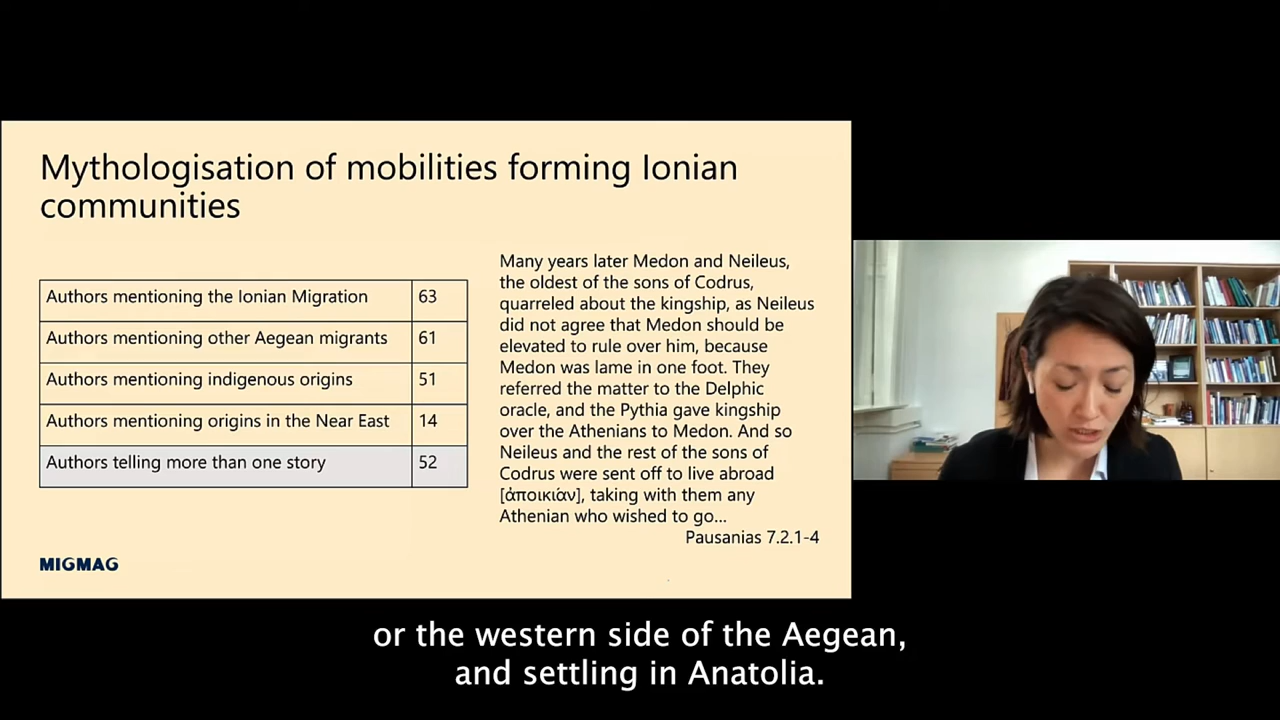 Mythologisation of mobilities forming Ionian
communities
Authors mentioning the Ionian Migration 63
Authors mentioning other Aegean migrants 61
Authors mentioning indigenous origins 51
Authors mentioning origins in the Near East 14
Authors telling more than one story 52
Many years later Medon and Neileus,
the oldest of the sons of Codrus,
quarreled about the kingship, as Neileus
did not agree that Medon should be
elevated to rule over him, because
Medon was lame in one foot. They
referred the matter to the Delphic
oracle, and the Pythia gave kingship
over the Athenians to Medon. And so
Neileus and the rest of the sons of
Codrus were sent off to live abroad
[ἀποικίάν], taking with them any
Athenian who wished to go...
Pausanias 7.2.1-4
MIGMAG
or the western side of the Aegean,
and settling in Anatolia.